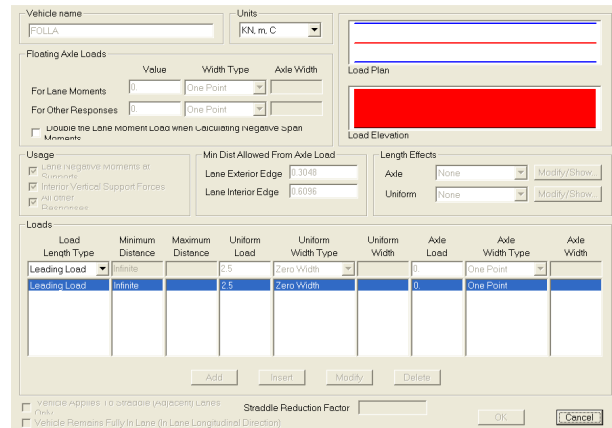 Vehicle name
FOLLA
Units
KN, m, C
Floating Axle Loads
Value Width Type Axle Width
For Lane Moments 0. One Point
For Other Responses 0. One Point
Double the Lane Moment Load when Calculating Negative Span
Moments
Load Plan
Load Elevation
Usage
Lane Negative Moments at
Supports
Interior Vertical Support Forces
All other
Responses
Min Dist Allowed From Axle Load
Lane Exterior Edge 0.3048
Lane Interior Edge 0.6096
Length Effects
Axle None Modify/Show...
Uniform None Modify/Show...
Loads
Load Minimum Maximum Uniform Uniform Uniform Axle Axle Axle
Length Type Distance Distance Load Width Type Width Load Width Type Width
Leading Load Infinite 2.5 Zero Width 0. One Point
Leading Load Infinite 2.5 Zero Width 0. One Point
Add Insert Modify Delete
Vehicle Applies To Straddle (Adjacent) Lanes
Only
Straddle Reduction Factor
Vehicle Remains Fully In Lane (In Lane Longitudinal Direction)
OK Cancel